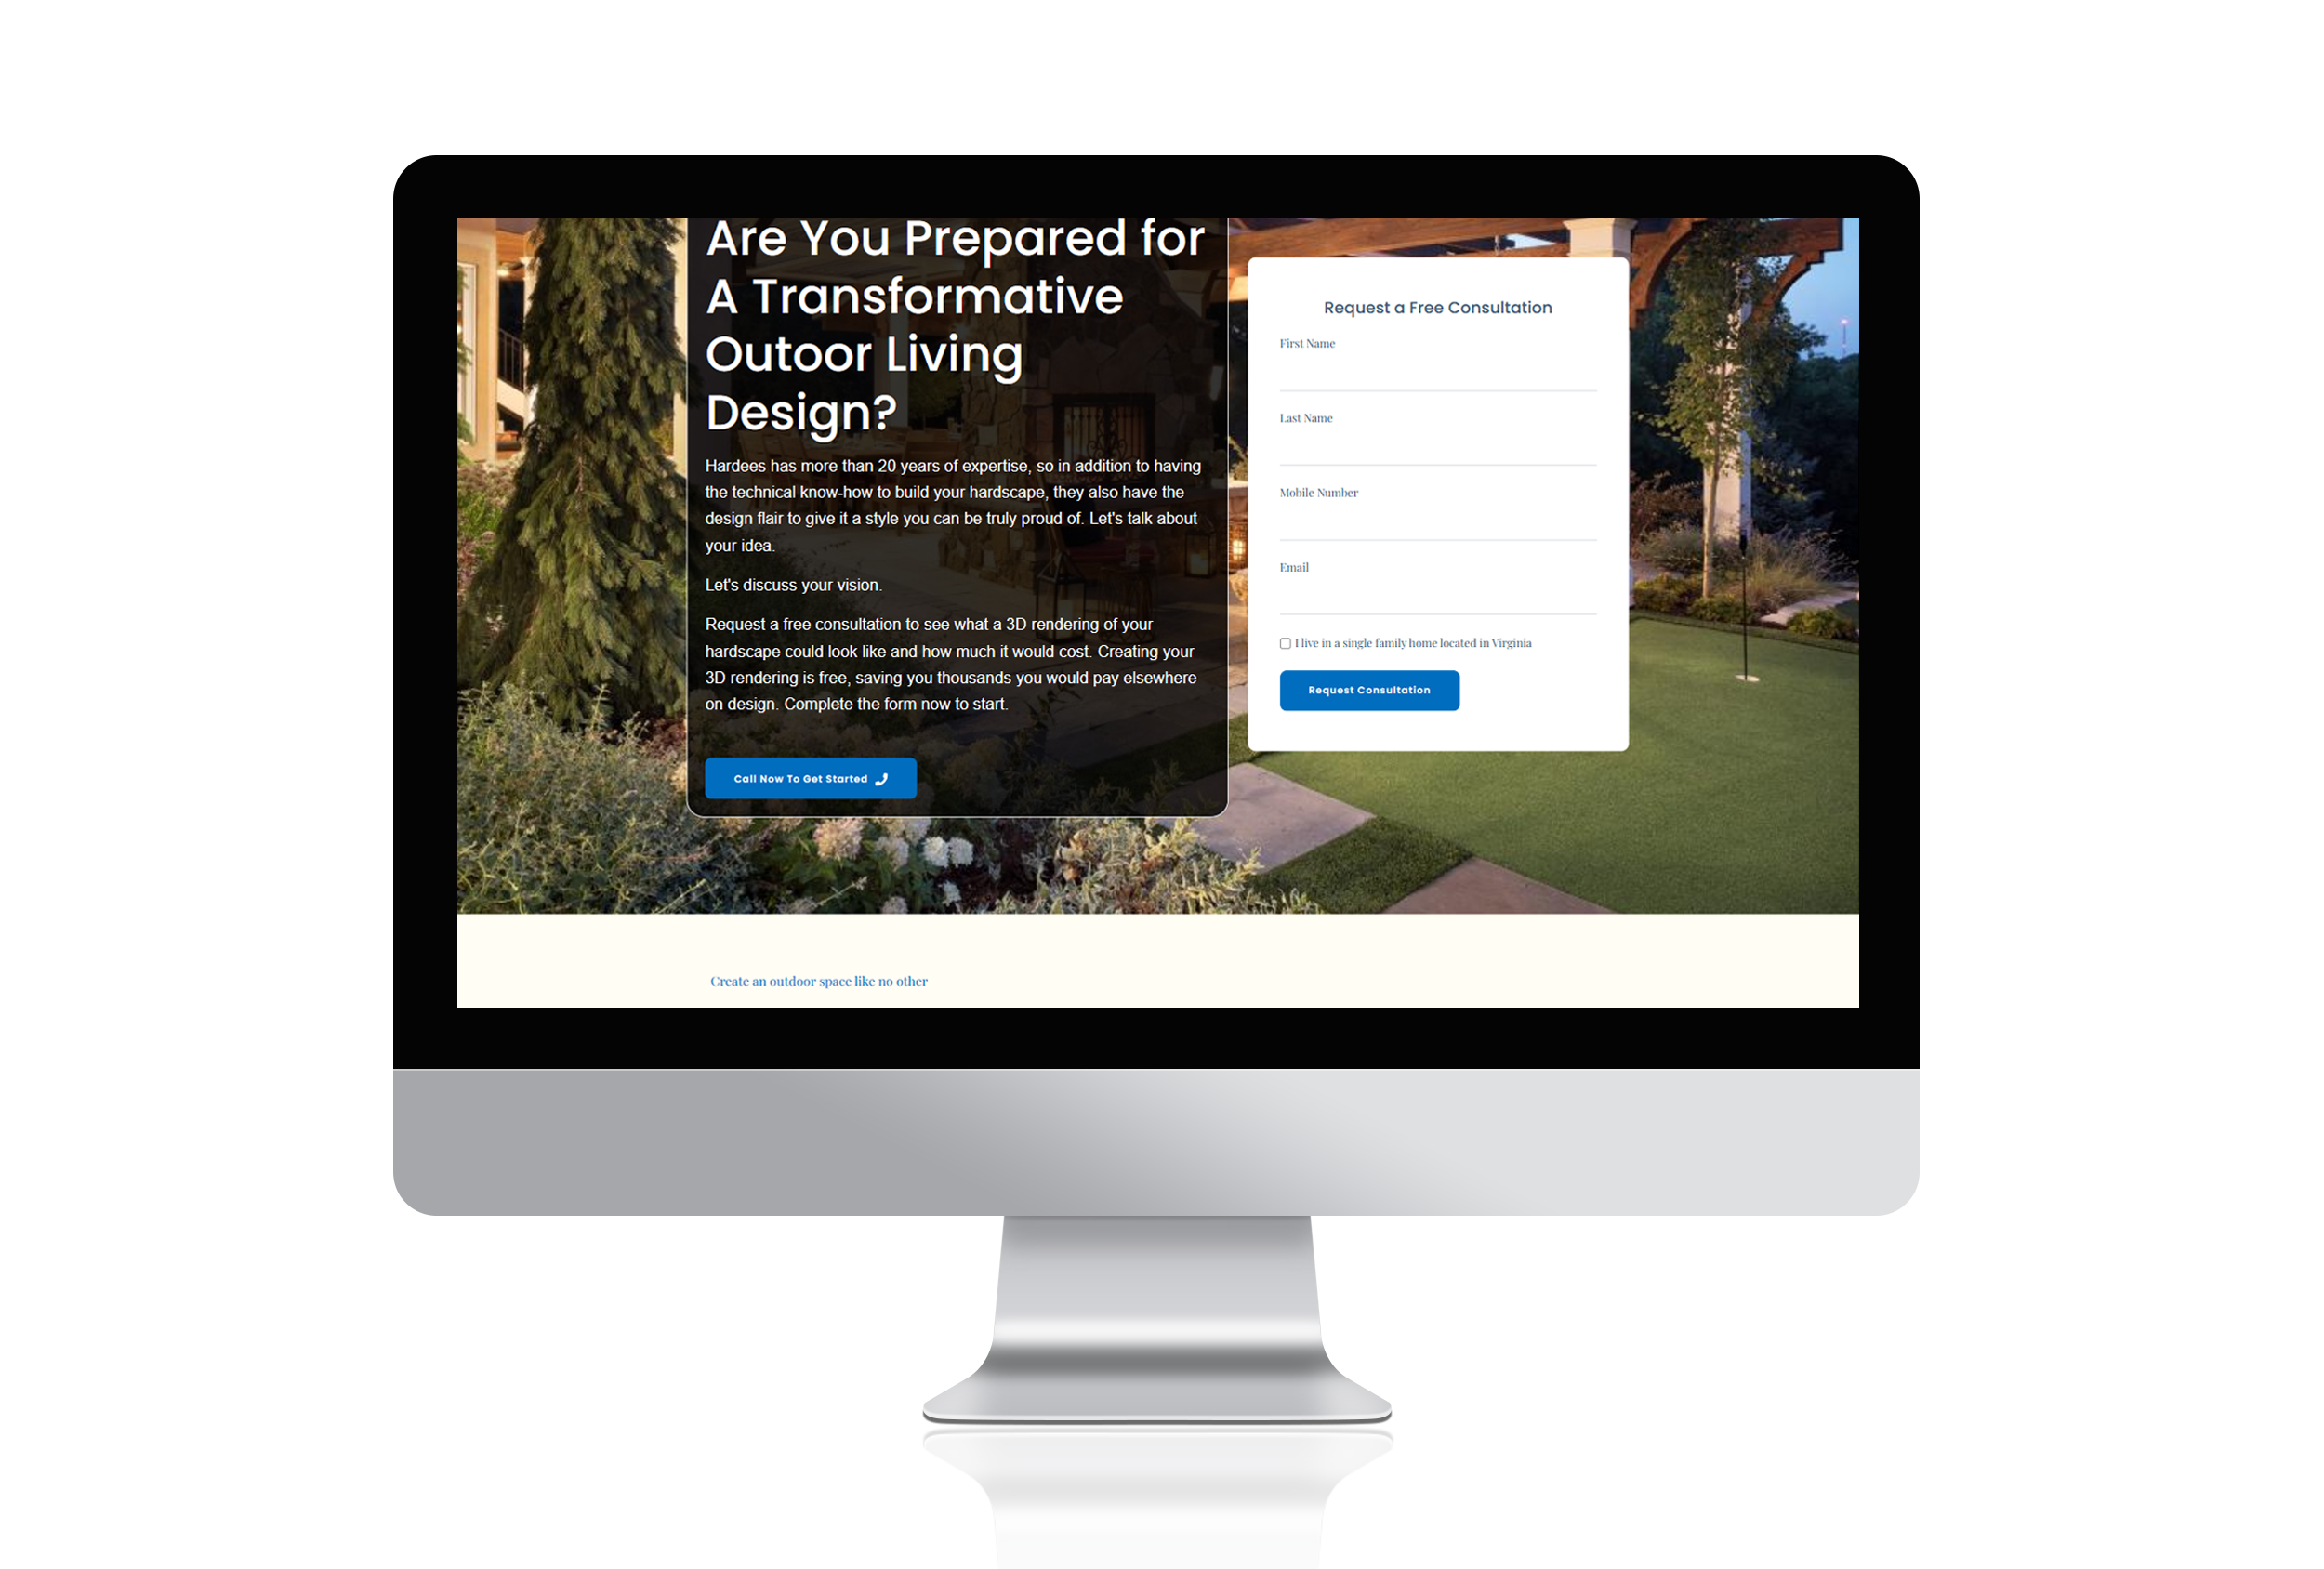 Are You Prepared for
A Transformative
Outoor Living
Design?
Hardees has more than 20 years of expertise, so in addition to having
the technical know-how to build your hardscape, they also have the
design flair to give it a style you can be truly proud of. Let's talk about
your idea.
Let's discuss your vision.
Request a free consultation to see what a 3D rendering of your
hardscape could look like and how much it would cost. Creating your
3D rendering is free, saving you thousands you would pay elsewhere
on design. Complete the form now to start.
Call Now To Get Started
Request a Free Consultation
First Name
Last Name
Mobile Number
Email
I live in a single family home located in Virginia
Request Consultation
Create an outdoor space like no other